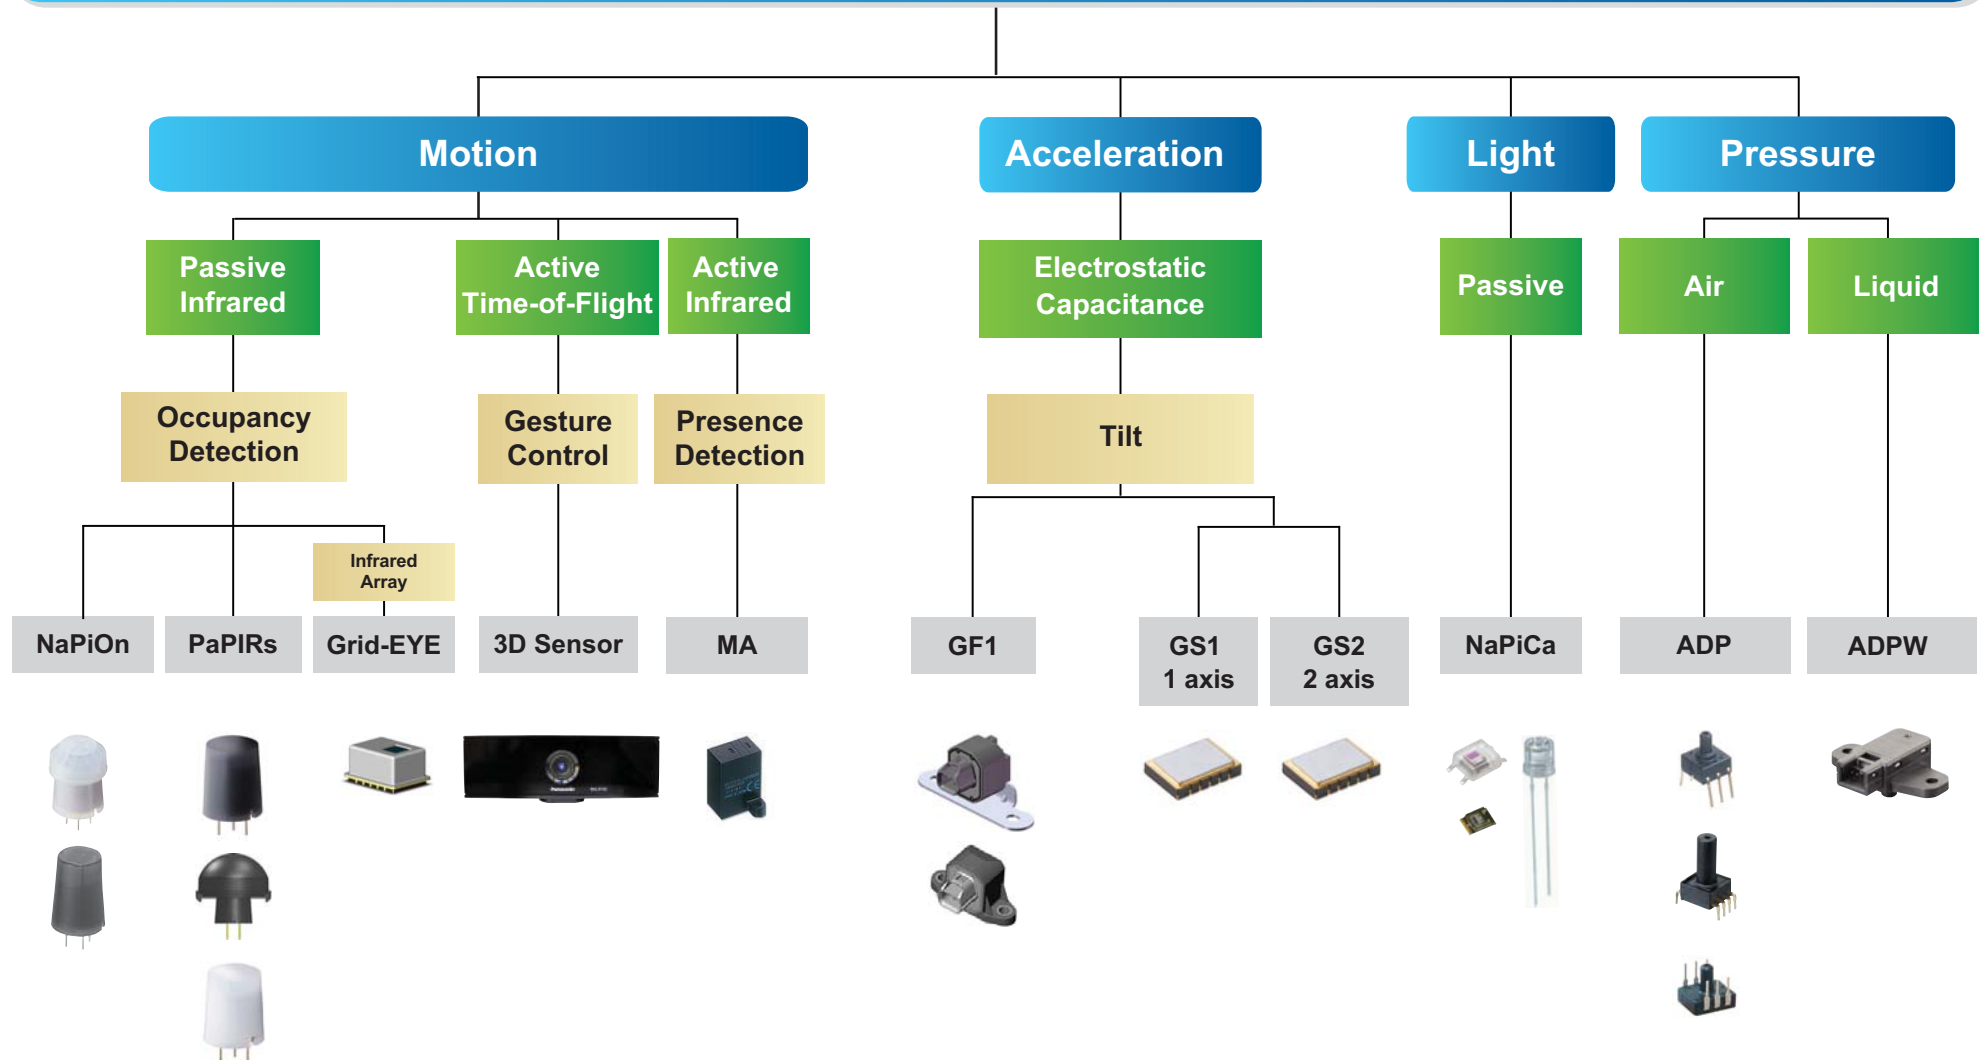 Motion
Acceleration
Light
Pressure
Passive
Infrared
Active
Time-of-Flight
Active
Infrared
Electrostatic
Capacitance
Passive
Air
Liquid
Occupancy
Detection
Gesture
Control
Presence
Detection
Tilt
Infrared
Array
NaPiOn
PaPIRs
Grid-EYE
3D Sensor
MA
GF1
GS1
1 axis
GS2
2 axis
NaPiCa
ADP
ADPW
Panasonic